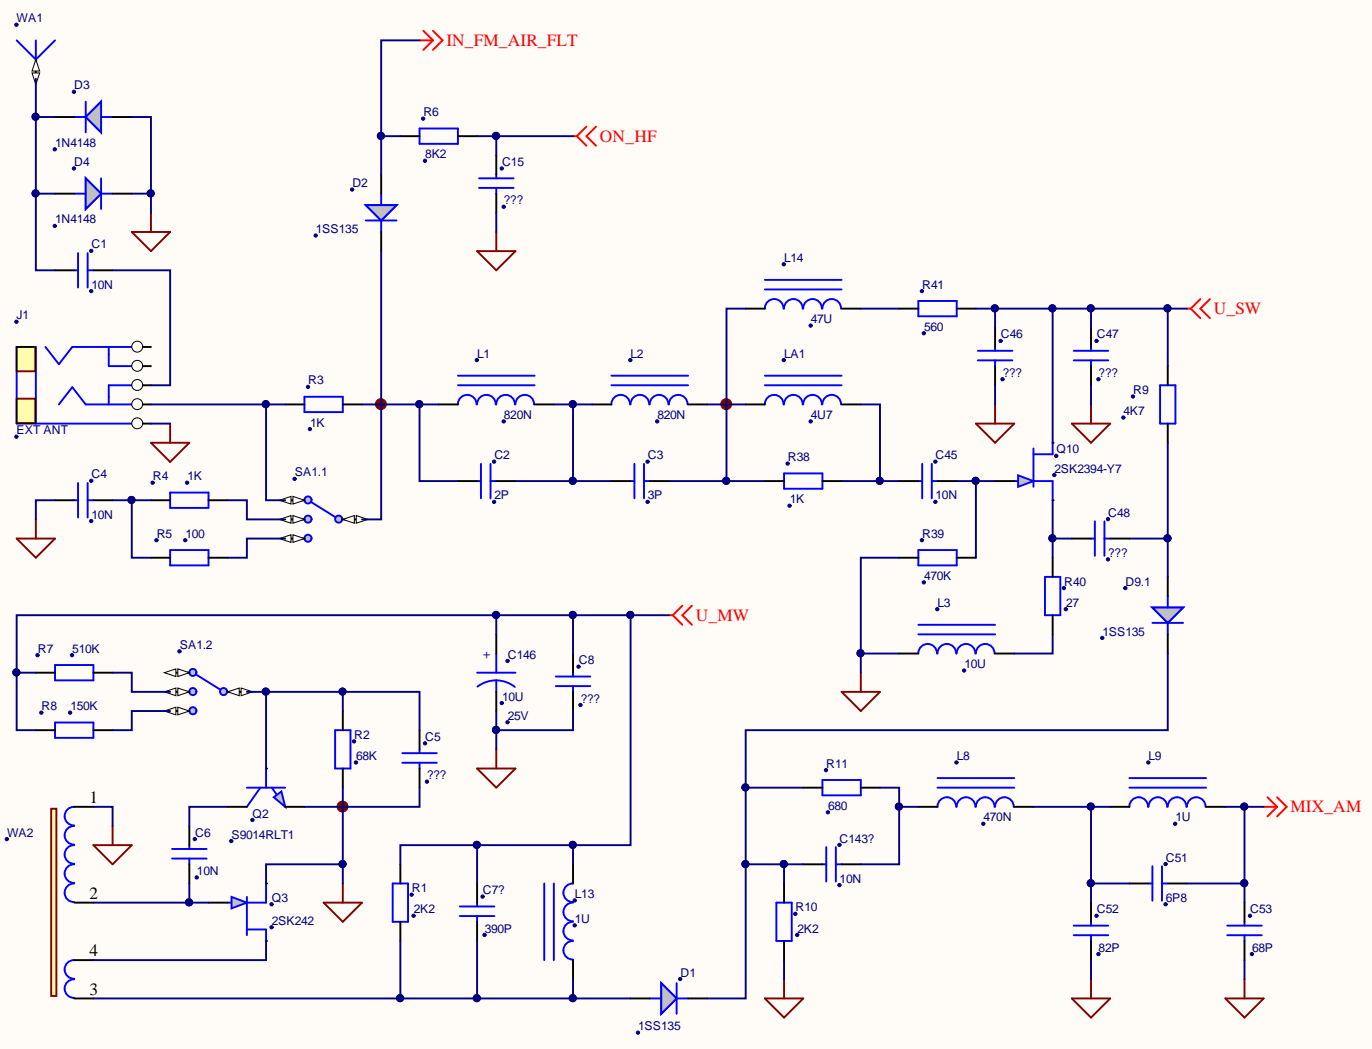 WA1
IN_FM_AIR_FLT
D3
1N4148
D4
1N4148
R6
8K2
ON_HF
C15
???
D2
1SS135
C1
10N
J1
EXT ANT
L14
47U
R41
560
U_SW
C46
???
C47
???
R9
4K7
L1
820N
L2
820N
LA1
4U7
R3
1K
C2
2P
C3
3P
R38
1K
C45
10N
Q10
2SK2394-Y7
C4
10N
R4
1K
R5
100
SA1.1
R39
470K
C48
???
R40
27
D9.1
1SS135
L3
10U
U_MW
R7
510K
R8
150K
SA1.2
C146
+
10U
25V
C8
???
R2
68K
C5
???
Q2
S9014RLT1
C6
10N
WA2
1
2
4
3
Q3
2SK242
R1
2K2
C7?
390P
L13
1U
D1
1SS135
R11
680
C143?
10N
R10
2K2
L8
470N
L9
1U
MIX_AM
C51
6P8
C52
82P
C53
68P